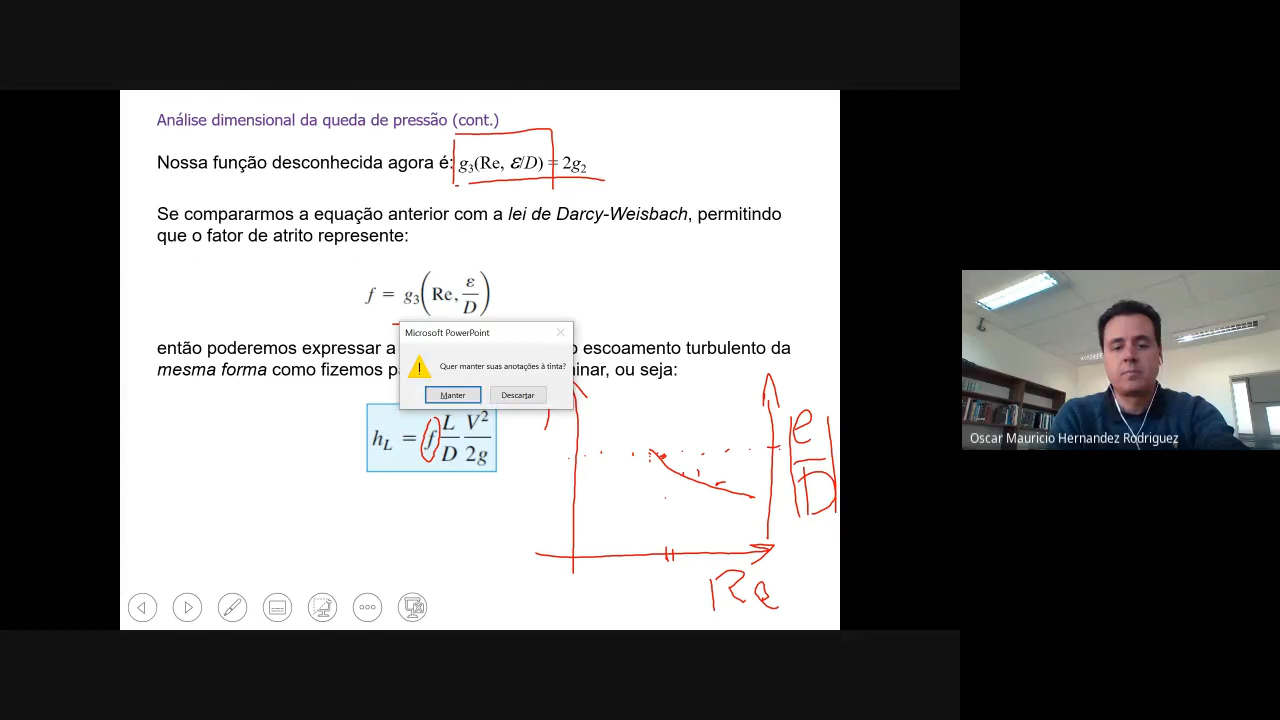 Análise dimensional da queda de pressão (cont.)
Nossa função desconhecida agora é: g₃(Re, ε/D) = 2g₂
Se compararmos a equação anterior com a lei de Darcy-Weisbach, permitindo
que o fator de atrito represente:
f = g₃(Re, ε/D)
Microsoft PowerPoint
Quer manter suas anotações à tinta?
Manter Descartar
então poderemos expressar a o escoamento turbulento da
mesma forma como fizemos pa inar, ou seja:
h_L = f L/D V²/2g
e/D
Re
Oscar Mauricio Hernandez Rodriguez